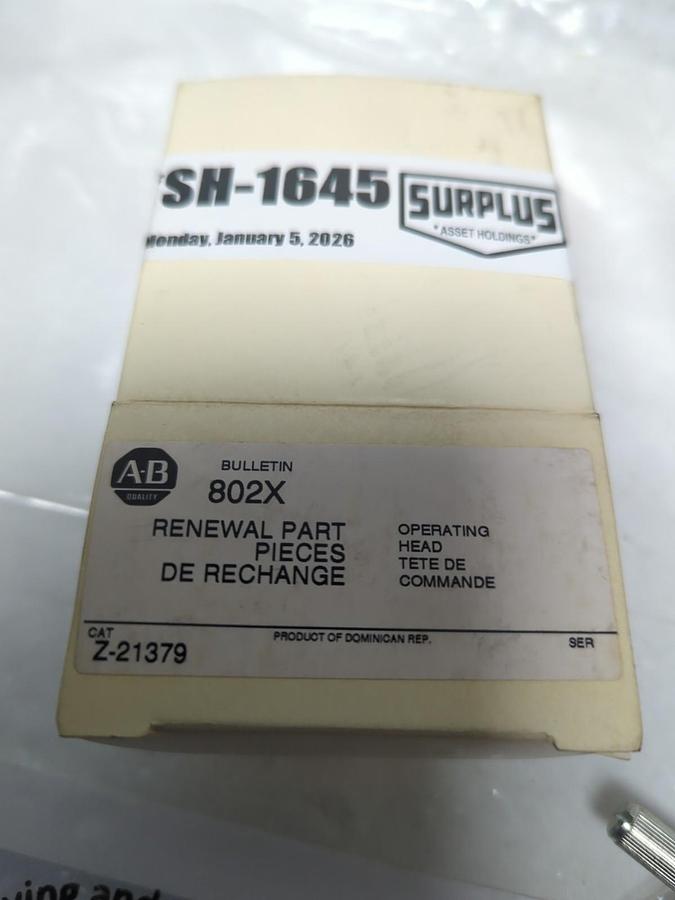 SH-1645
SURPLUS
*ASSET HOLDINGS*
Monday, January 5, 2026
A-B
QUALITY
BULLETIN
802X
RENEWAL PART
PIECES
DE RECHANGE
OPERATING
HEAD
TETE DE
COMMANDE
CAT
Z-21379
PRODUCT OF DOMINICAN REP.
SER
and